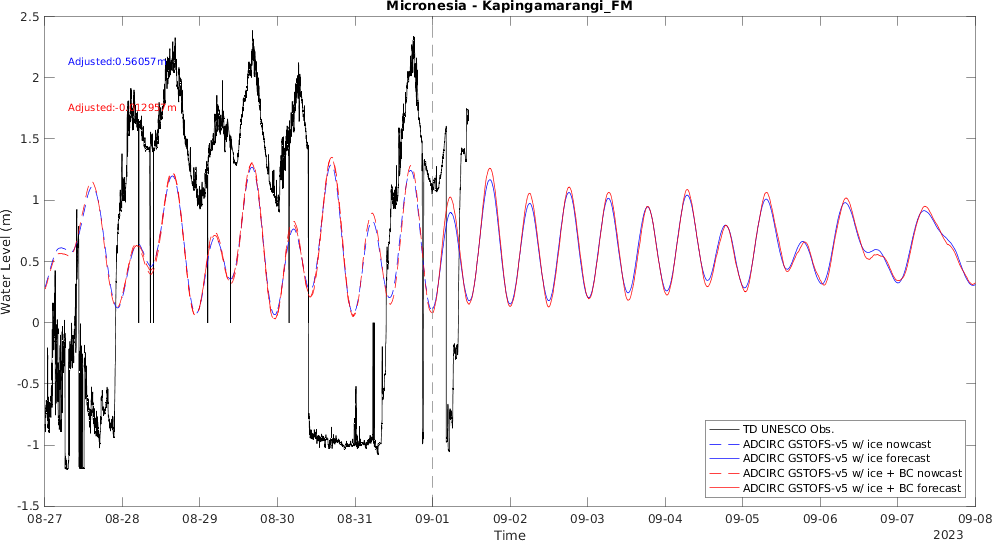 Micronesia - Kapingamarangi_FM
Adjusted:0.56057m
Water Level (m)
2.5
2
1.5
1
0.5
0
-0.5
-1
-1.5
08-27
08-28
08-29
08-30
08-31
09-01
09-02
09-03
09-04
09-05
09-06
09-07
09-08
Time
2023
TD UNESCO Obs.
ADCIRC GSTOFS-v5 w/ ice nowcast
ADCIRC GSTOFS-v5 w/ ice forecast
ADCIRC GSTOFS-v5 w/ ice + BC nowcast
ADCIRC GSTOFS-v5 w/ ice + BC forecast